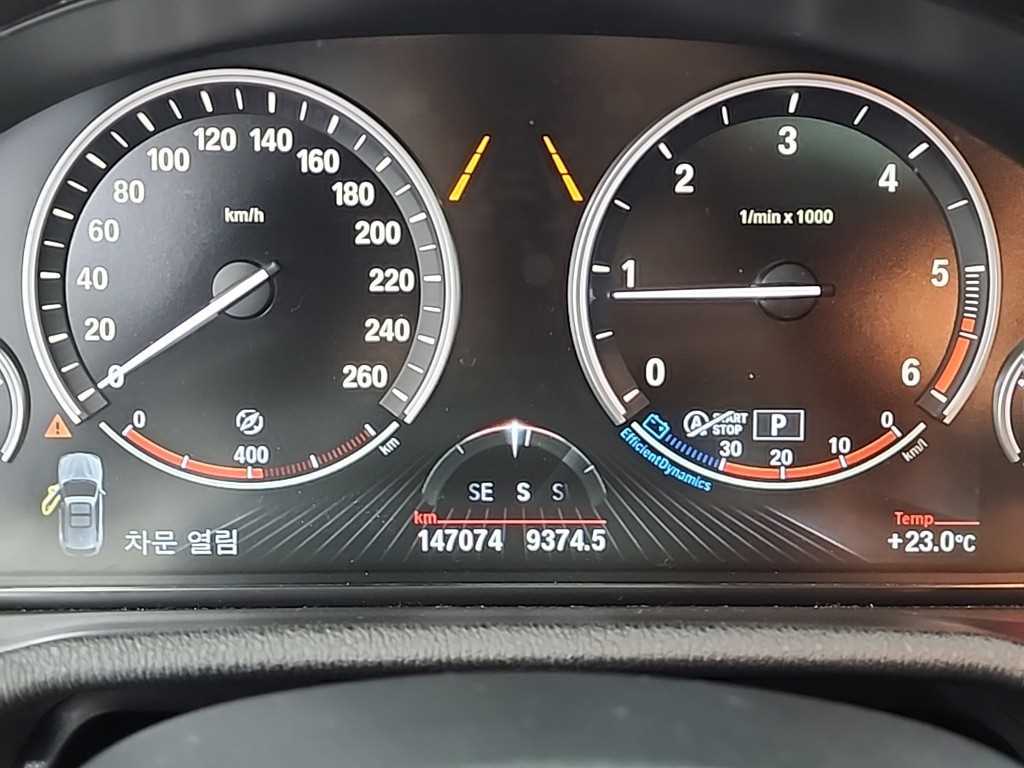 120 140
100 160
80 180
km/h
60 200
40 220
20 240
0 260
0
400
km
3
2 4
1/min x 1000
1 5
0 6
START
STOP
P
0
30
20
10
km/l
EfficientDynamics
SE S S
km
147074 9374.5
차문 열림
Temp
+23.0°C